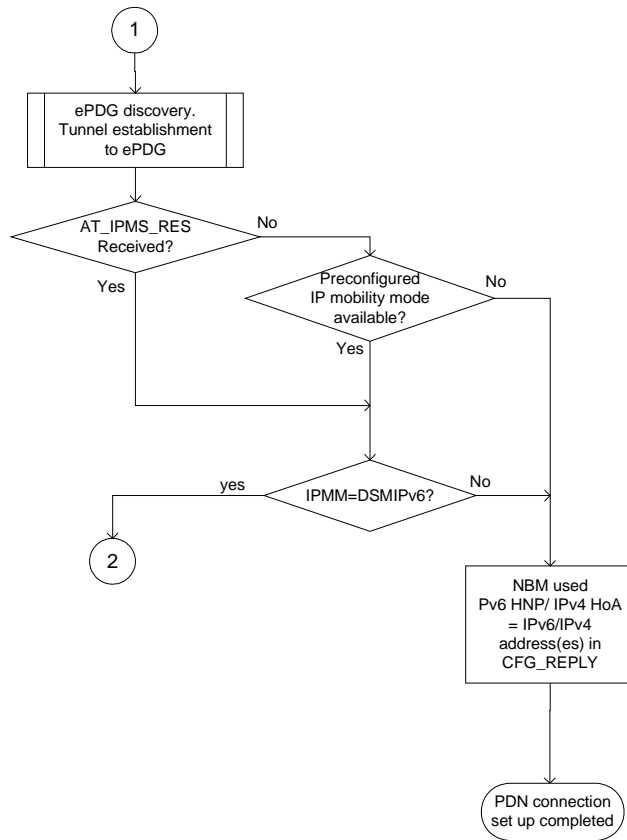 1
ePDG discovery.
Tunnel establishment
to ePDG
AT_IPMS_RES
Received?
No
Yes
Preconfigured
IP mobility mode
available?
No
Yes
IPMM=DSMIPv6?
yes
No
2
NBM used
Pv6 HNP/ IPv4 HoA
= IPv6/IPv4
address(es) in
CFG_REPLY
PDN connection
set up completed